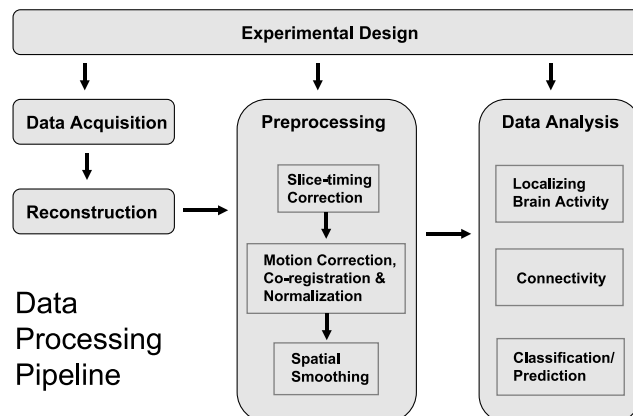 Experimental Design
Data Acquisition
Reconstruction
Preprocessing
Slice-timing
Correction
Motion Correction,
Co-registration &
Normalization
Spatial
Smoothing
Data Analysis
Localizing
Brain Activity
Connectivity
Classification/
Prediction
Data
Processing
Pipeline